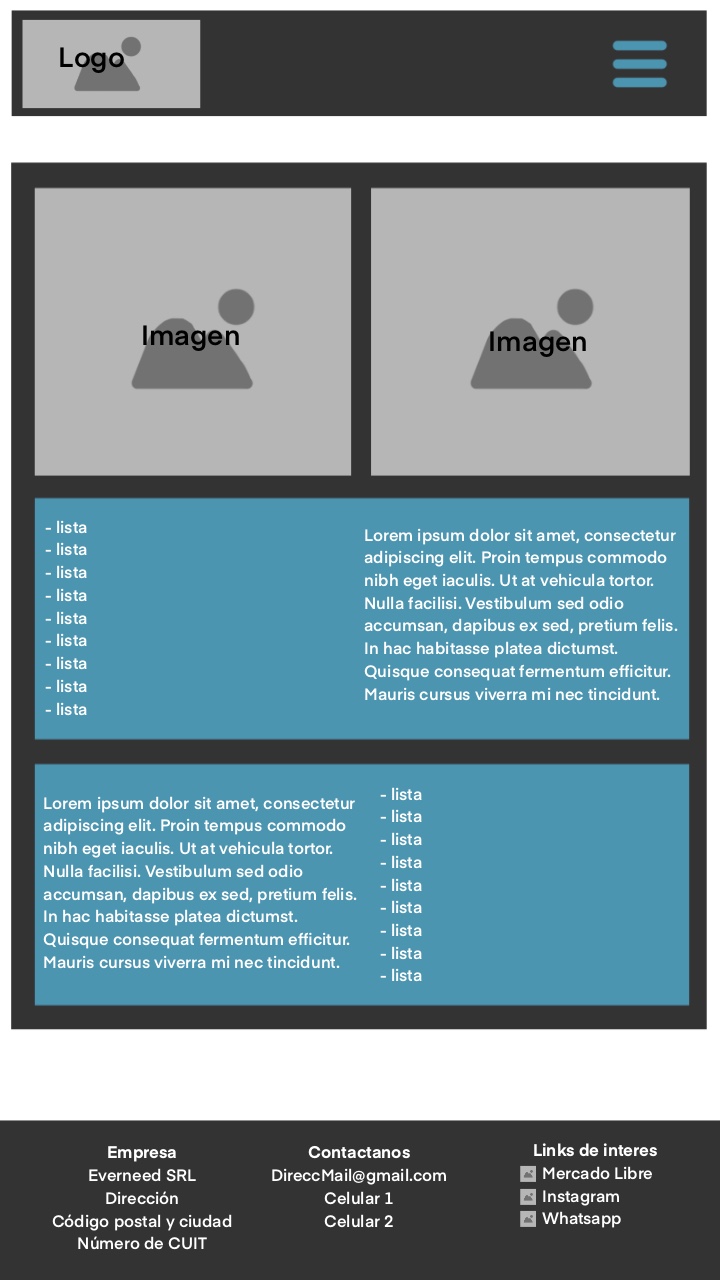 Logo
Imagen
Imagen
- lista
- lista
- lista
- lista
- lista
- lista
- lista
- lista
- lista
Lorem ipsum dolor sit amet, consectetur
adipiscing elit. Proin tempus commodo
nibh eget iaculis. Ut at vehicula tortor.
Nulla facilisi. Vestibulum sed odio
accumsan, dapibus ex sed, pretium felis.
In hac habitasse platea dictumst.
Quisque consequat fermentum efficitur.
Mauris cursus viverra mi nec tincidunt.
Lorem ipsum dolor sit amet, consectetur
adipiscing elit. Proin tempus commodo
nibh eget iaculis. Ut at vehicula tortor.
Nulla facilisi. Vestibulum sed odio
accumsan, dapibus ex sed, pretium felis.
In hac habitasse platea dictumst.
Quisque consequat fermentum efficitur.
Mauris cursus viverra mi nec tincidunt.
- lista
- lista
- lista
- lista
- lista
- lista
- lista
- lista
- lista
Empresa
Everneed SRL
Dirección
Código postal y ciudad
Número de CUIT
Contactanos
DireccMail@gmail.com
Celular 1
Celular 2
Links de interes
Mercado Libre
Instagram
Whatsapp